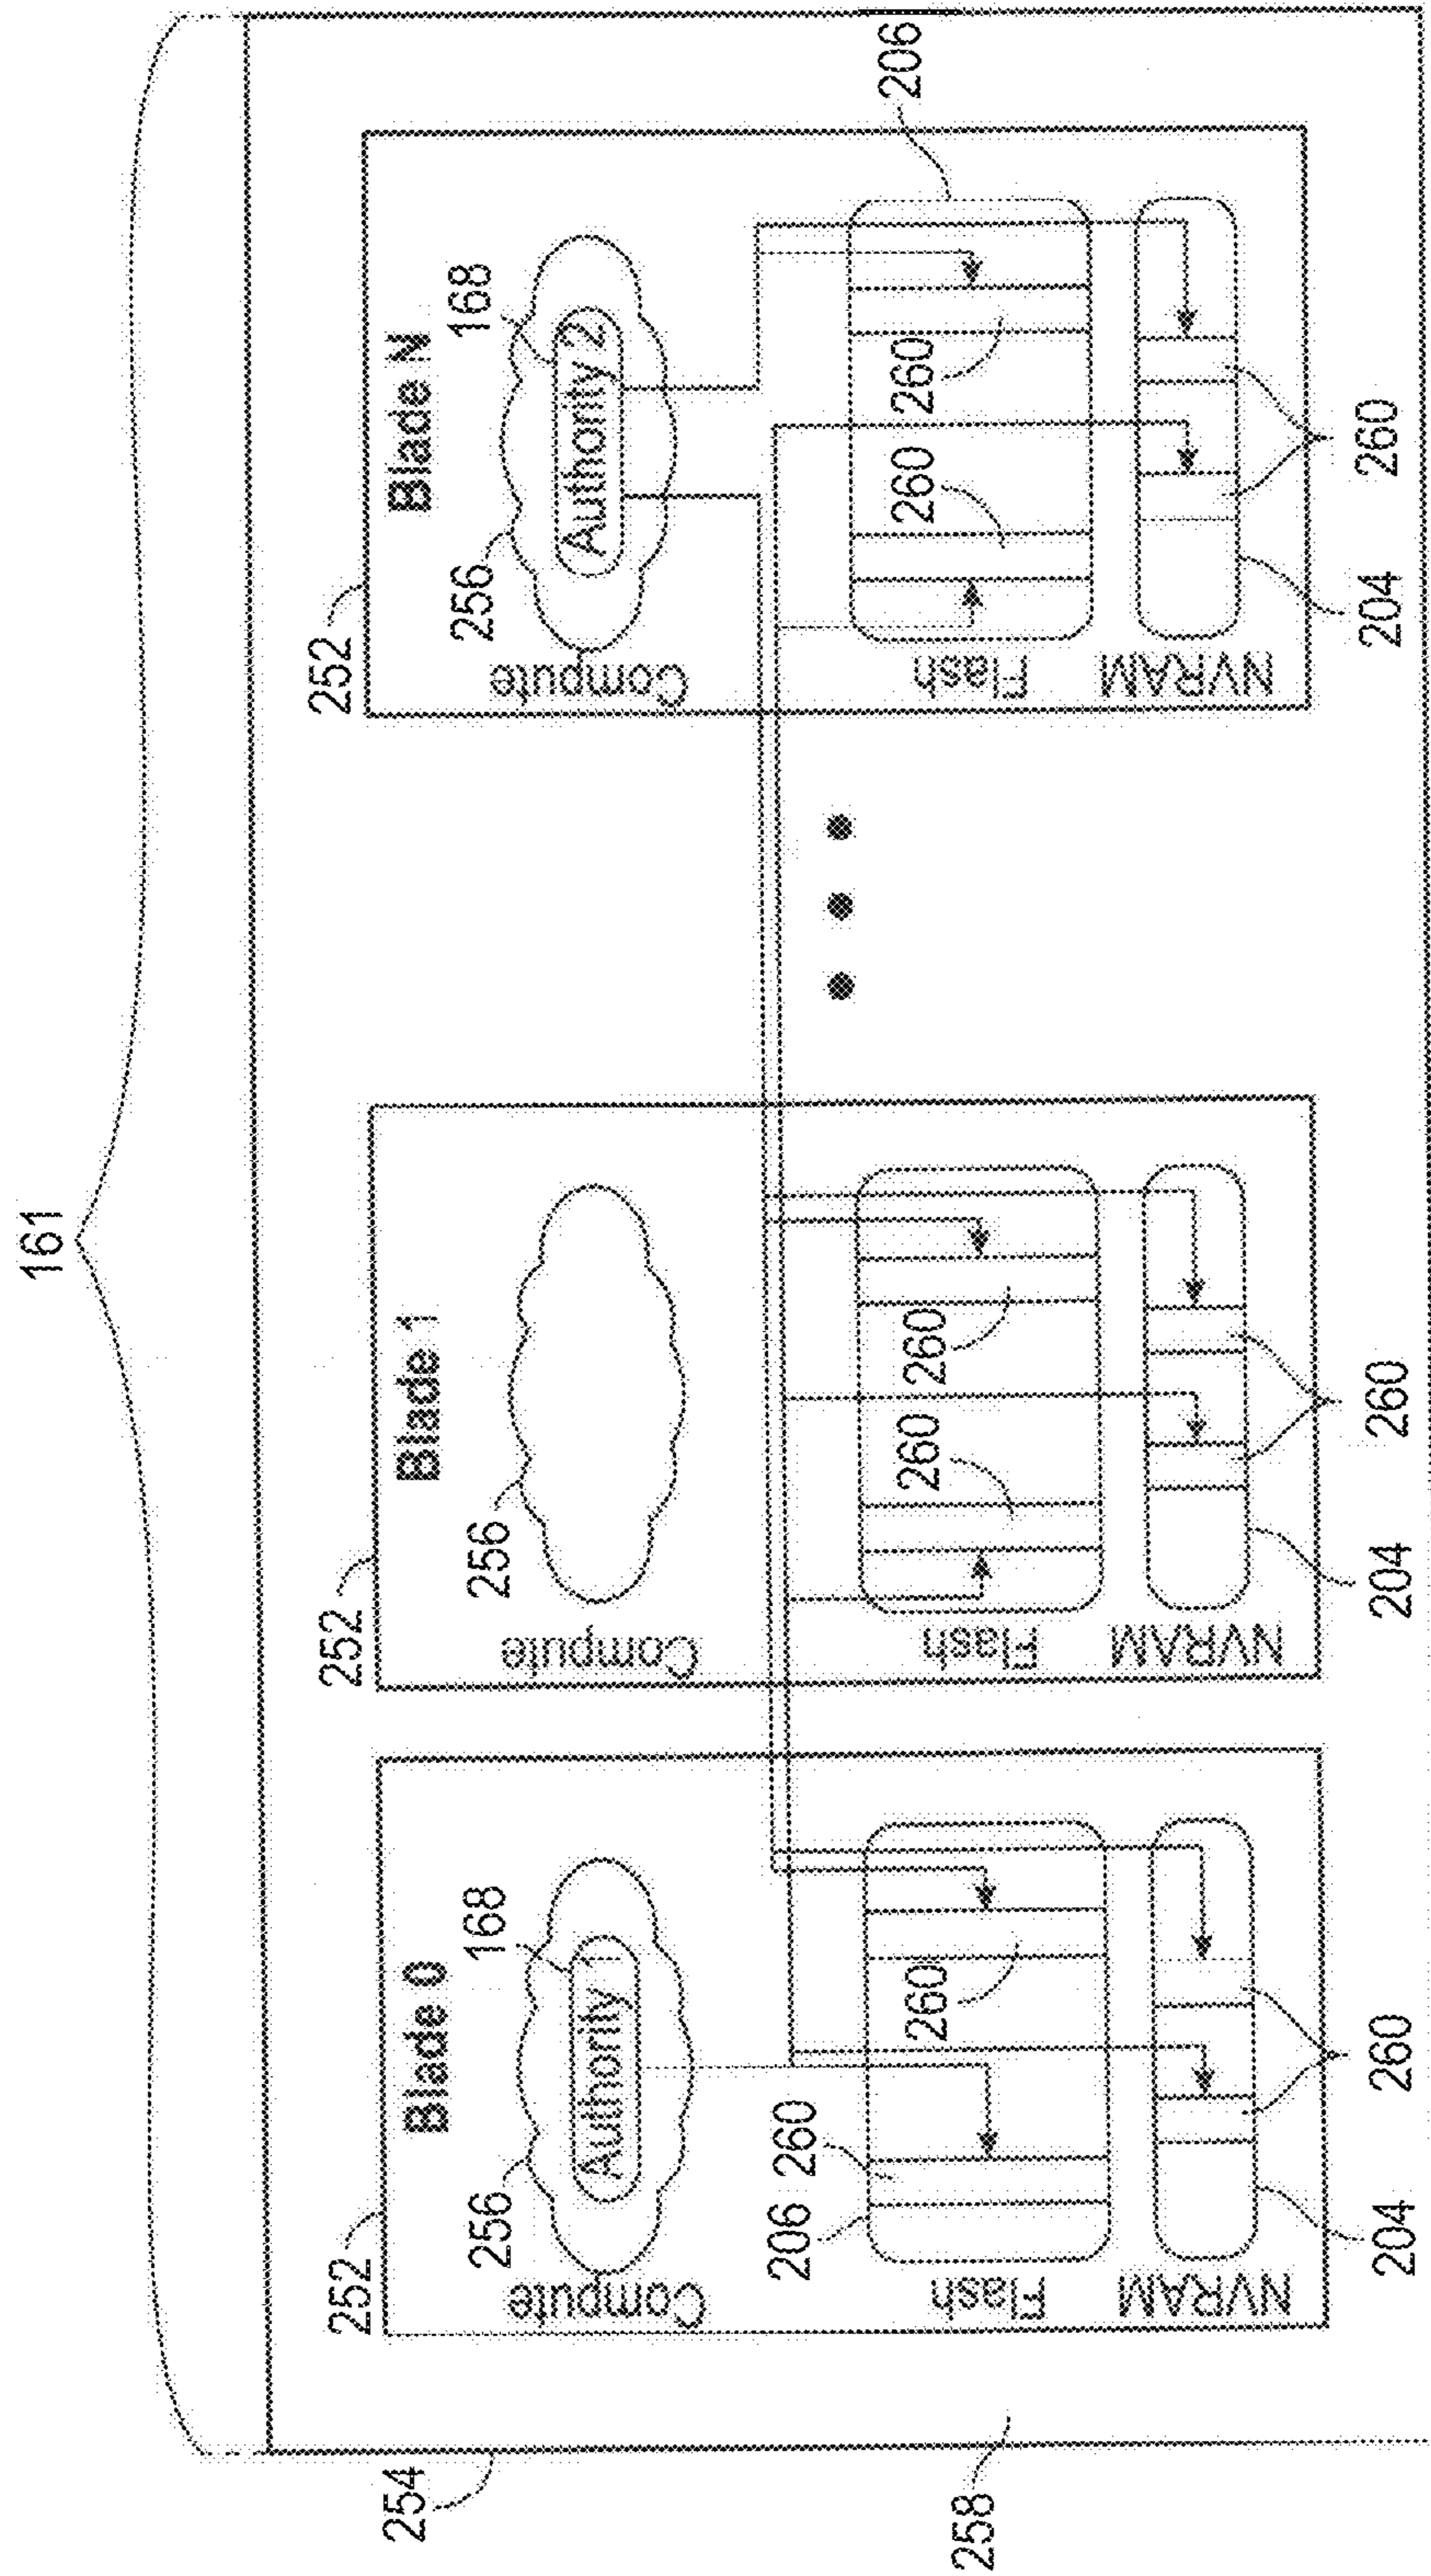 161
254
258
252
Blade 0
256
168
Authority 1
Compute
206
260
260
Flash
NVRAM
204
260
252
Blade 1
256
Compute
260
260
Flash
NVRAM
204
260
252
Blade N
256
168
Authority 2
Compute
206
260
260
Flash
NVRAM
204
260